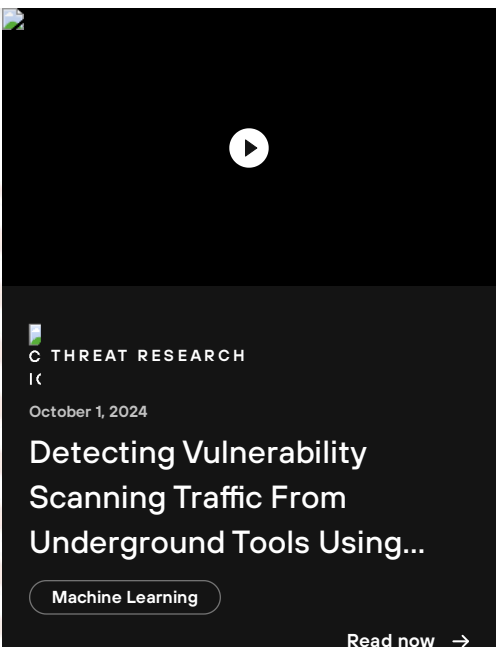 THREAT RESEARCH
October 1, 2024
Detecting Vulnerability
Scanning Traffic From
Underground Tools Using...
Machine Learning
Read now →